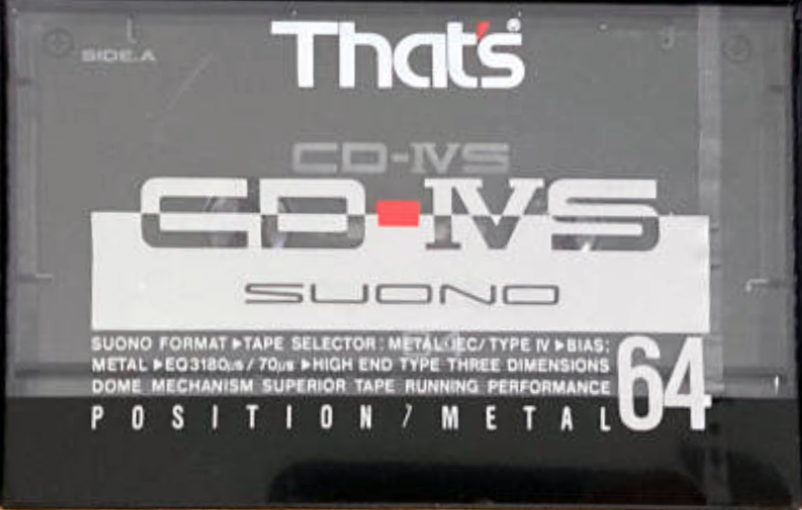 That's®
SIDE.A
CD-IVS
CD-IVS
SUONO
SUONO FORMAT ▶TAPE SELECTOR: METAL·IEC/TYPE IV ▶BIAS:
METAL ▶EQ3180µs/70µs ▶HIGH END TYPE THREE DIMENSIONS
DOME MECHANISM SUPERIOR TAPE RUNNING PERFORMANCE
64
POSITION / METAL